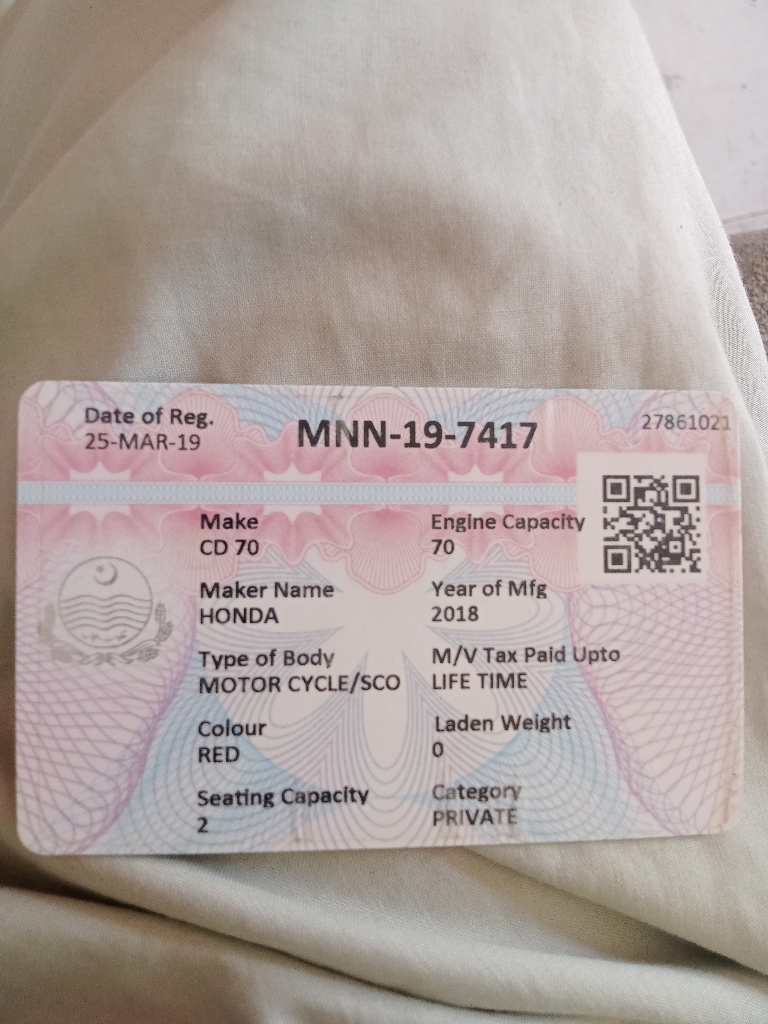 Date of Reg.
25-MAR-19
MNN-19-7417
27861021
Make
CD 70
Engine Capacity
70
Maker Name
HONDA
Year of Mfg
2018
Type of Body
MOTOR CYCLE/SCO
M/V Tax Paid Upto
LIFE TIME
Colour
RED
Laden Weight
0
Seating Capacity
2
Category
PRIVATE